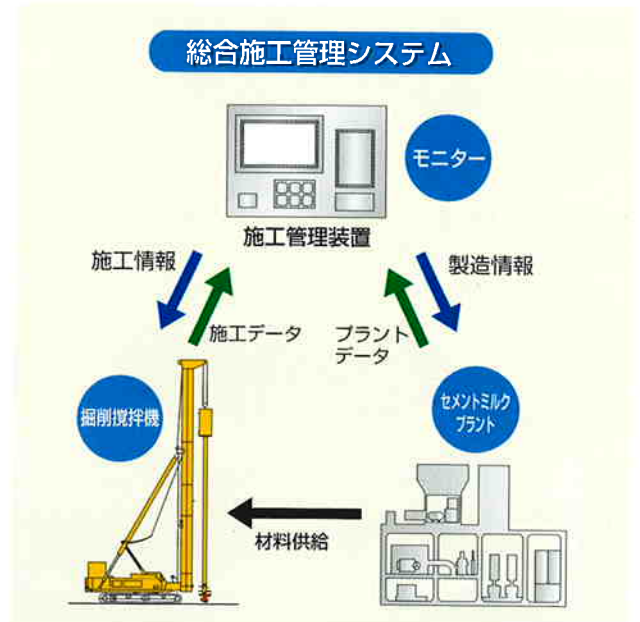 総合施工管理システム
モニター
施工管理装置
施工情報
製造情報
施工データ
プラント
データ
掘削撹拌機
セメントミルク
プラント
材料供給